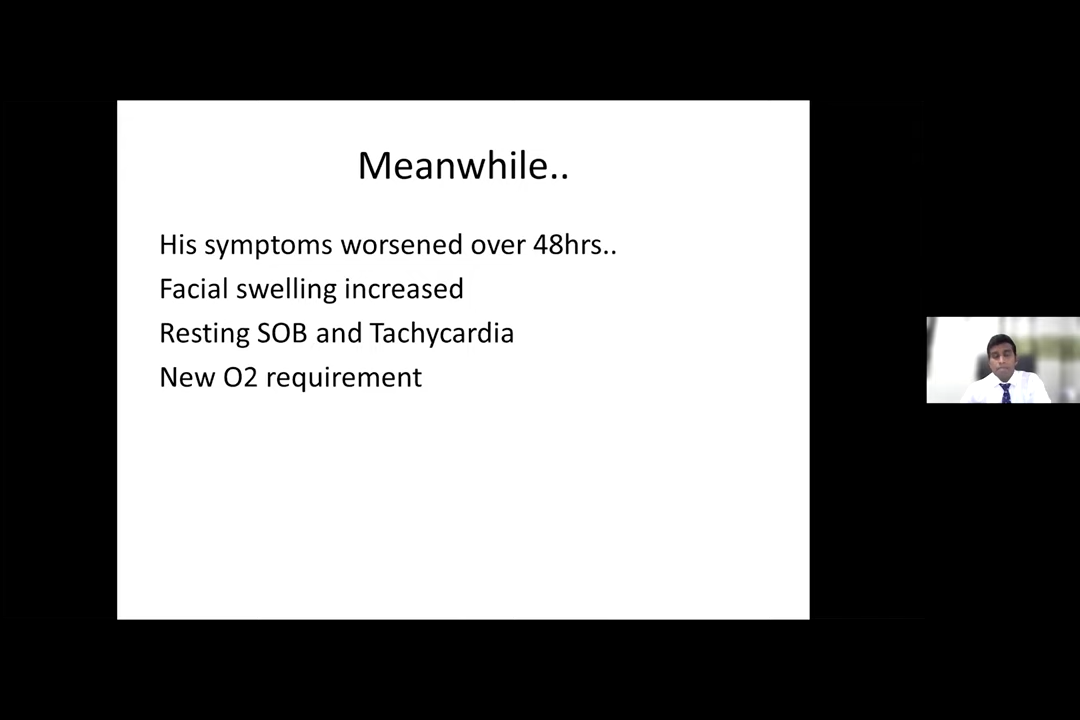 Meanwhile..
His symptoms worsened over 48hrs..
Facial swelling increased
Resting SOB and Tachycardia
New O2 requirement